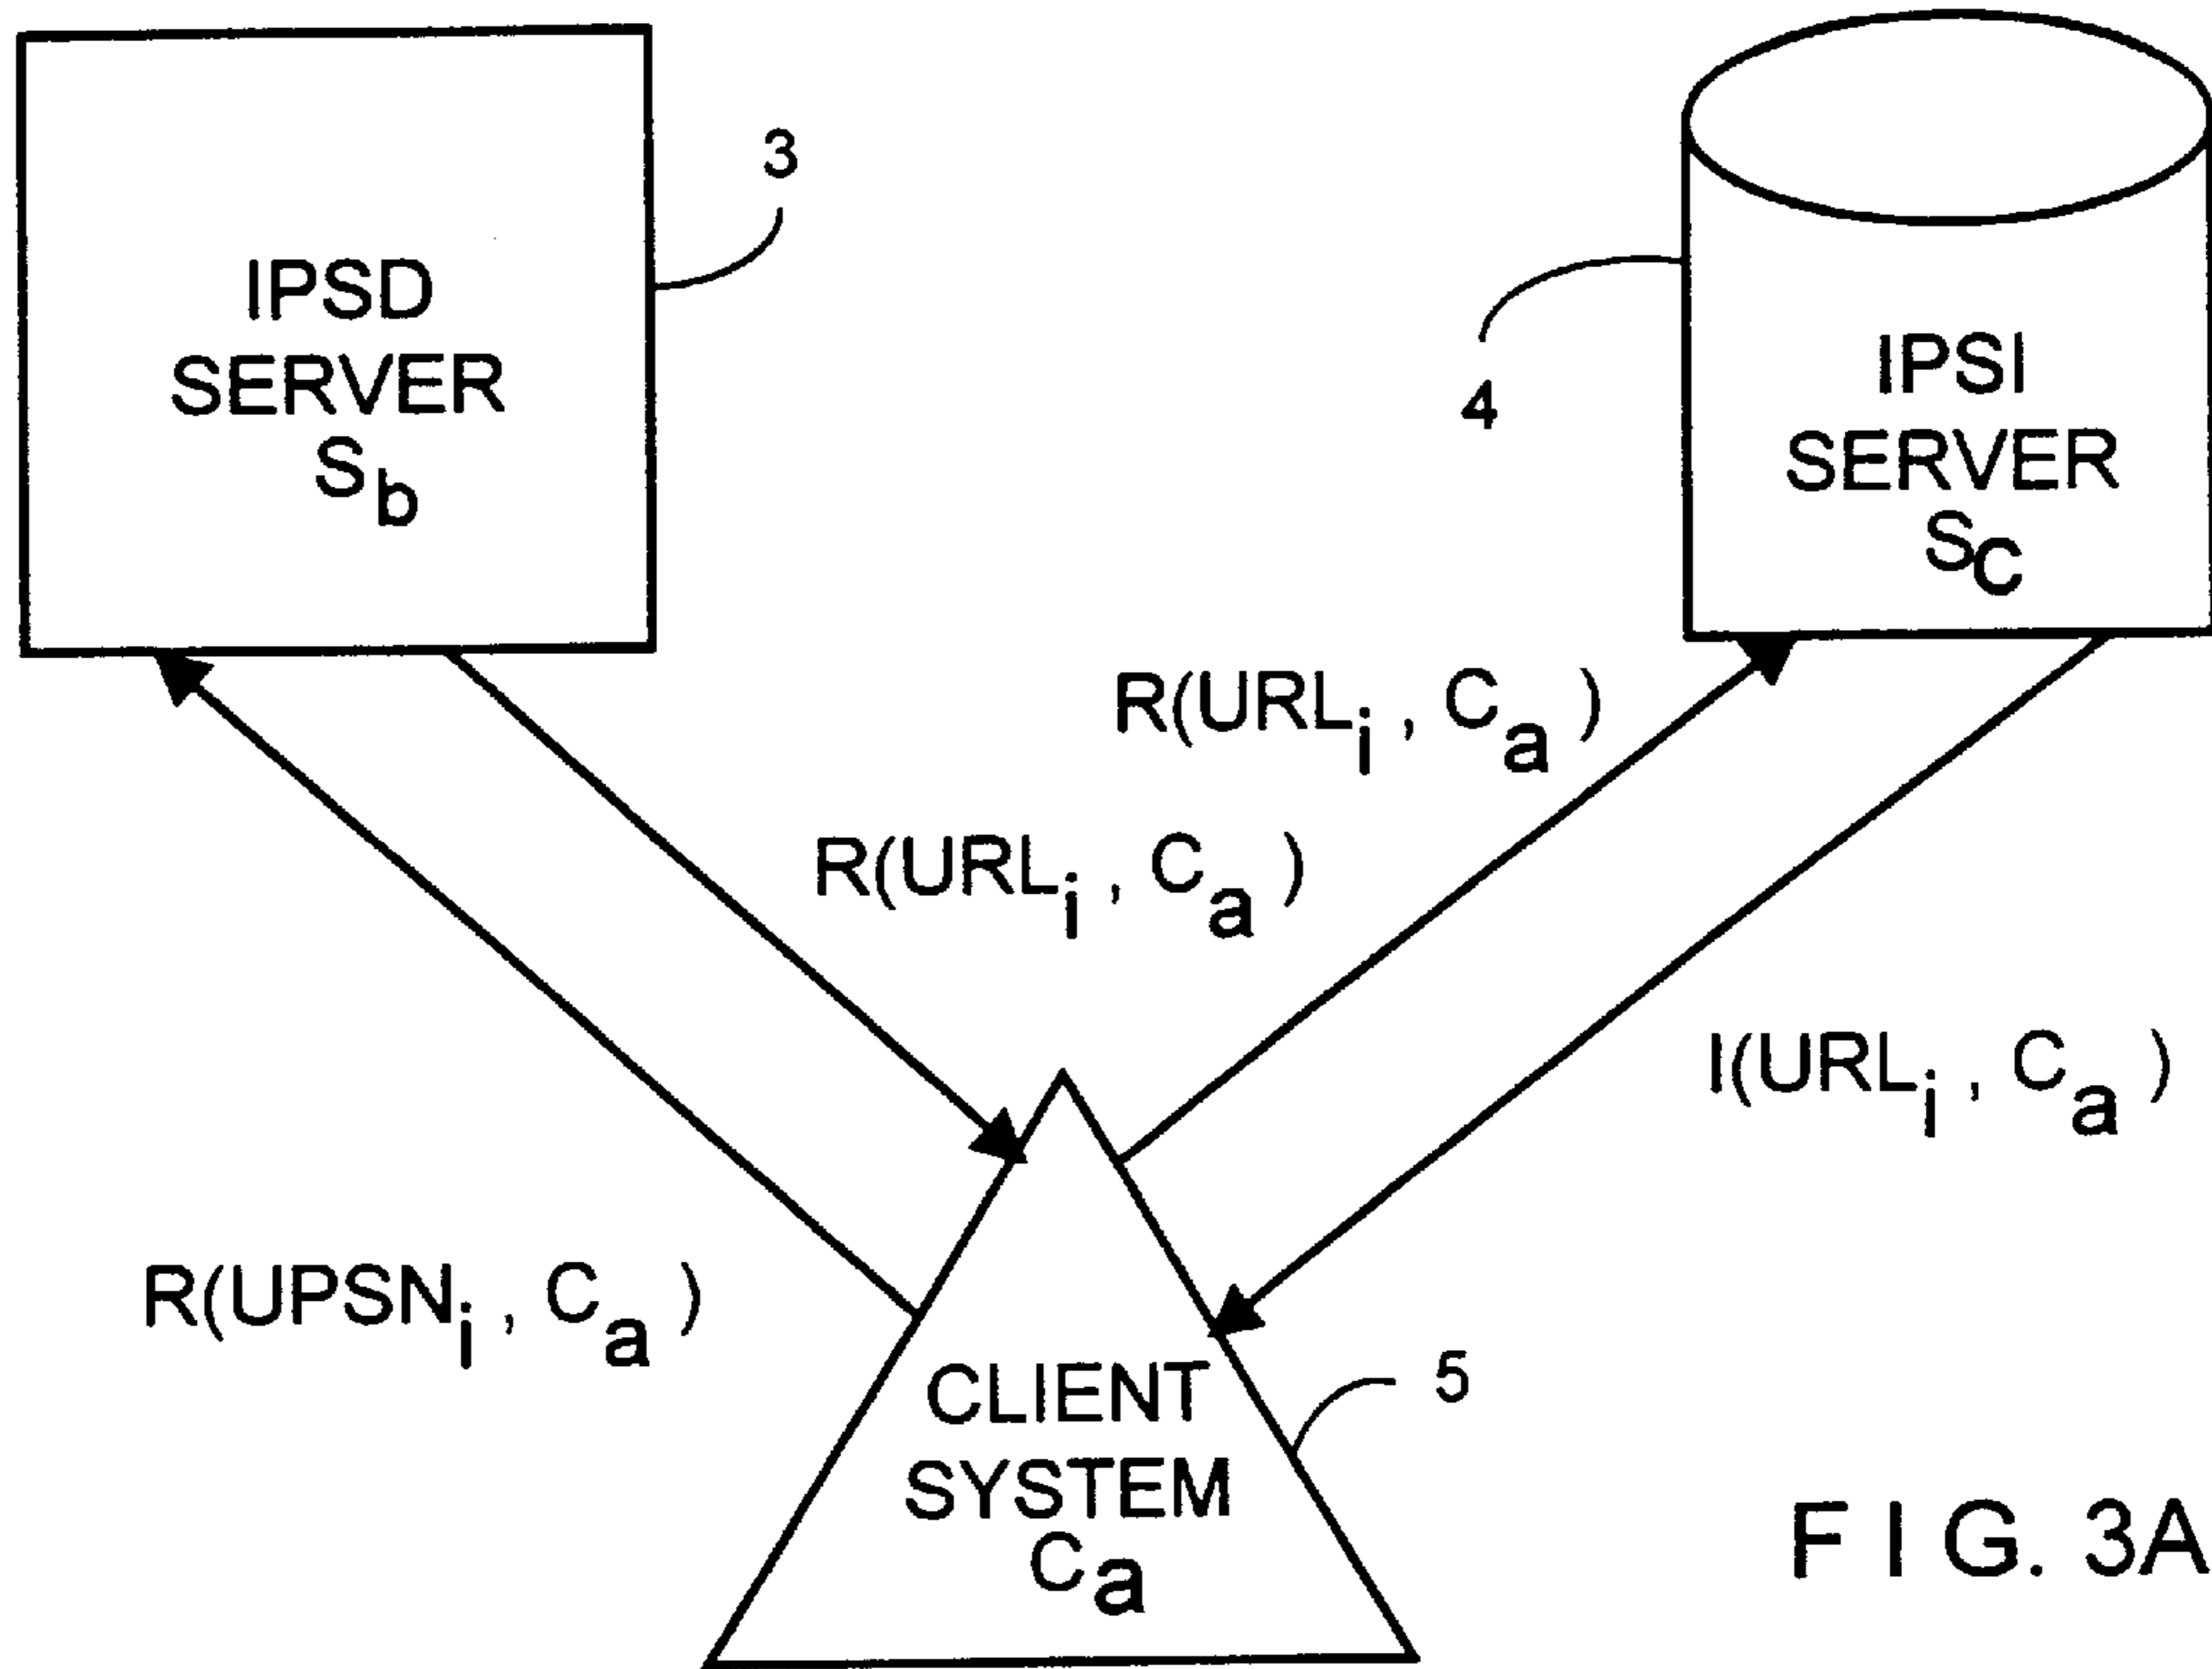 IPSD
SERVER
Sb
3
4
IPSI
SERVER
SC
R(URLi, Ca)
R(URLi, Ca)
I(URLi, Ca)
R(UPSNi, Ca)
CLIENT
SYSTEM
Ca
5
FIG. 3A